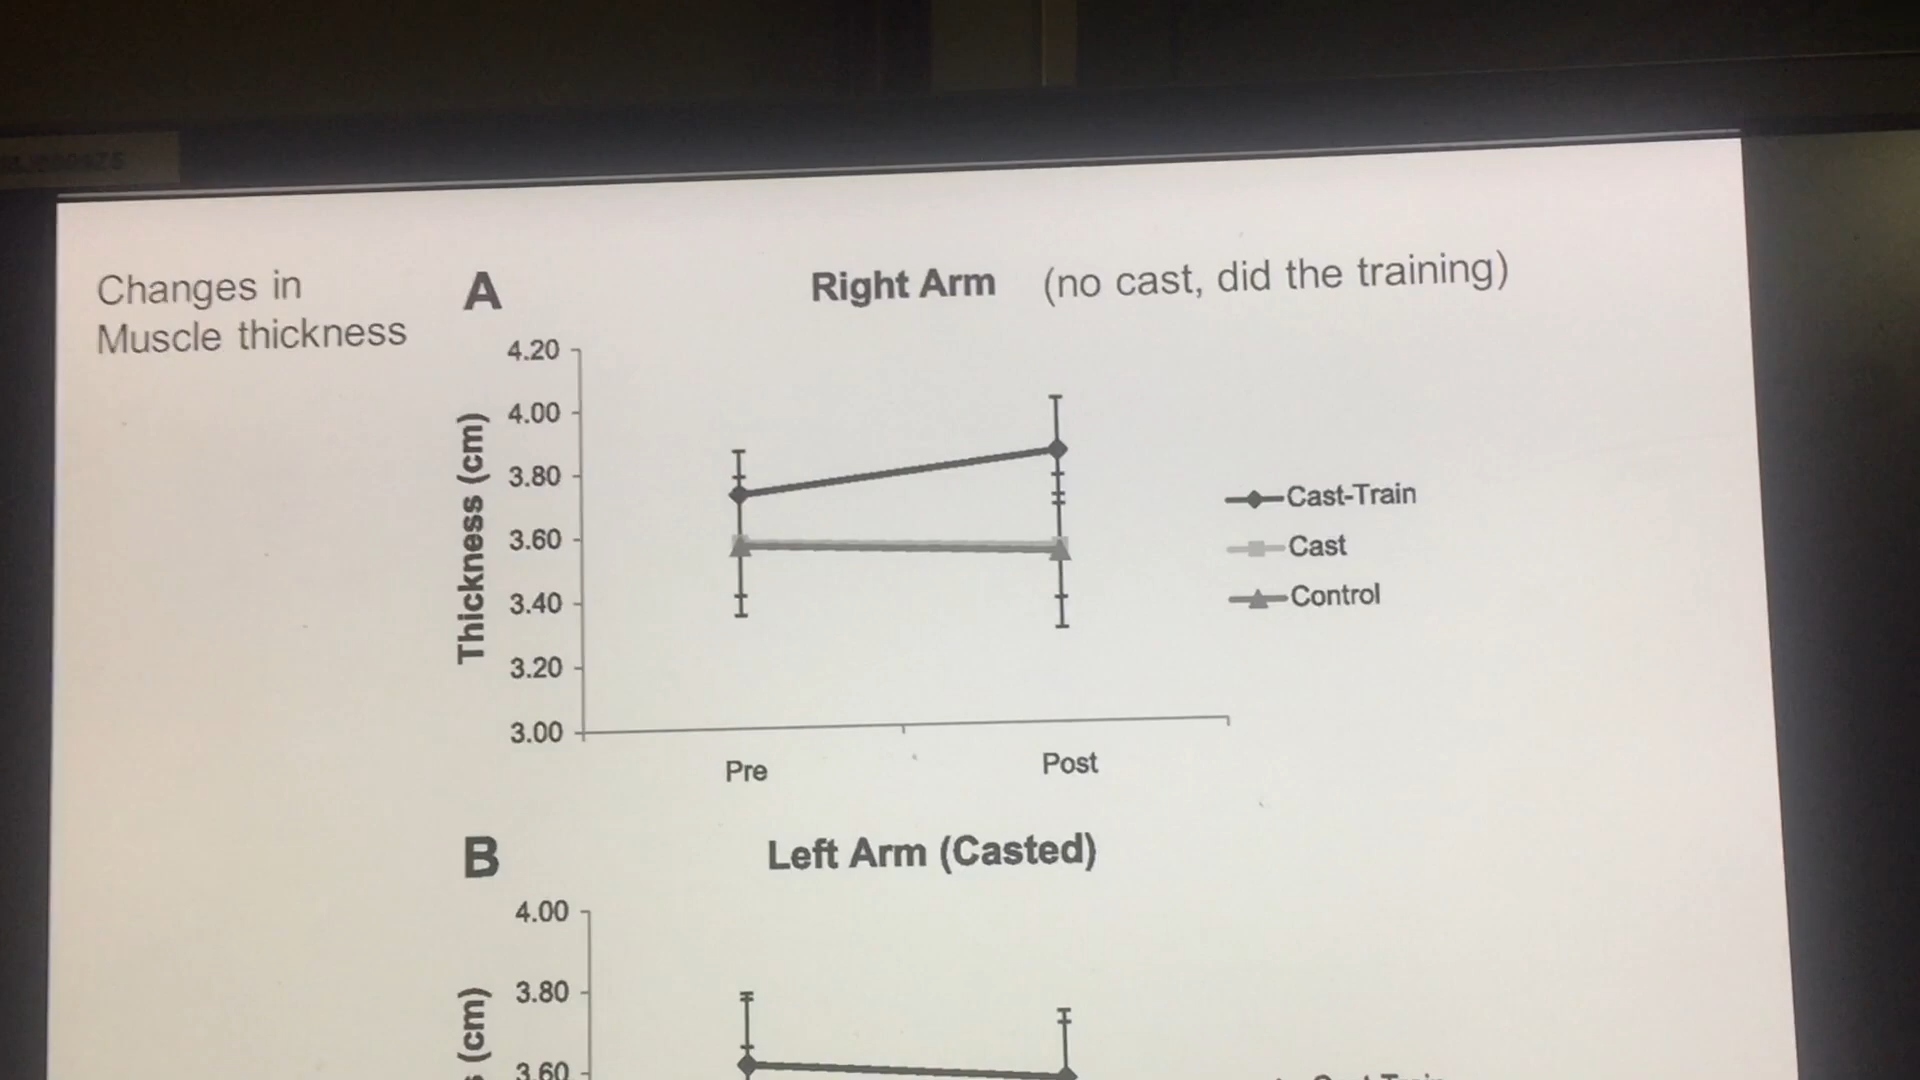 Changes in
Muscle thickness
A
Right Arm (no cast, did the training)
4.20
4.00
3.80
3.60
3.40
3.20
3.00
Thickness (cm)
Pre
Post
Cast-Train
Cast
Control
B
Left Arm (Casted)
4.00
3.80
3.60
(cm)